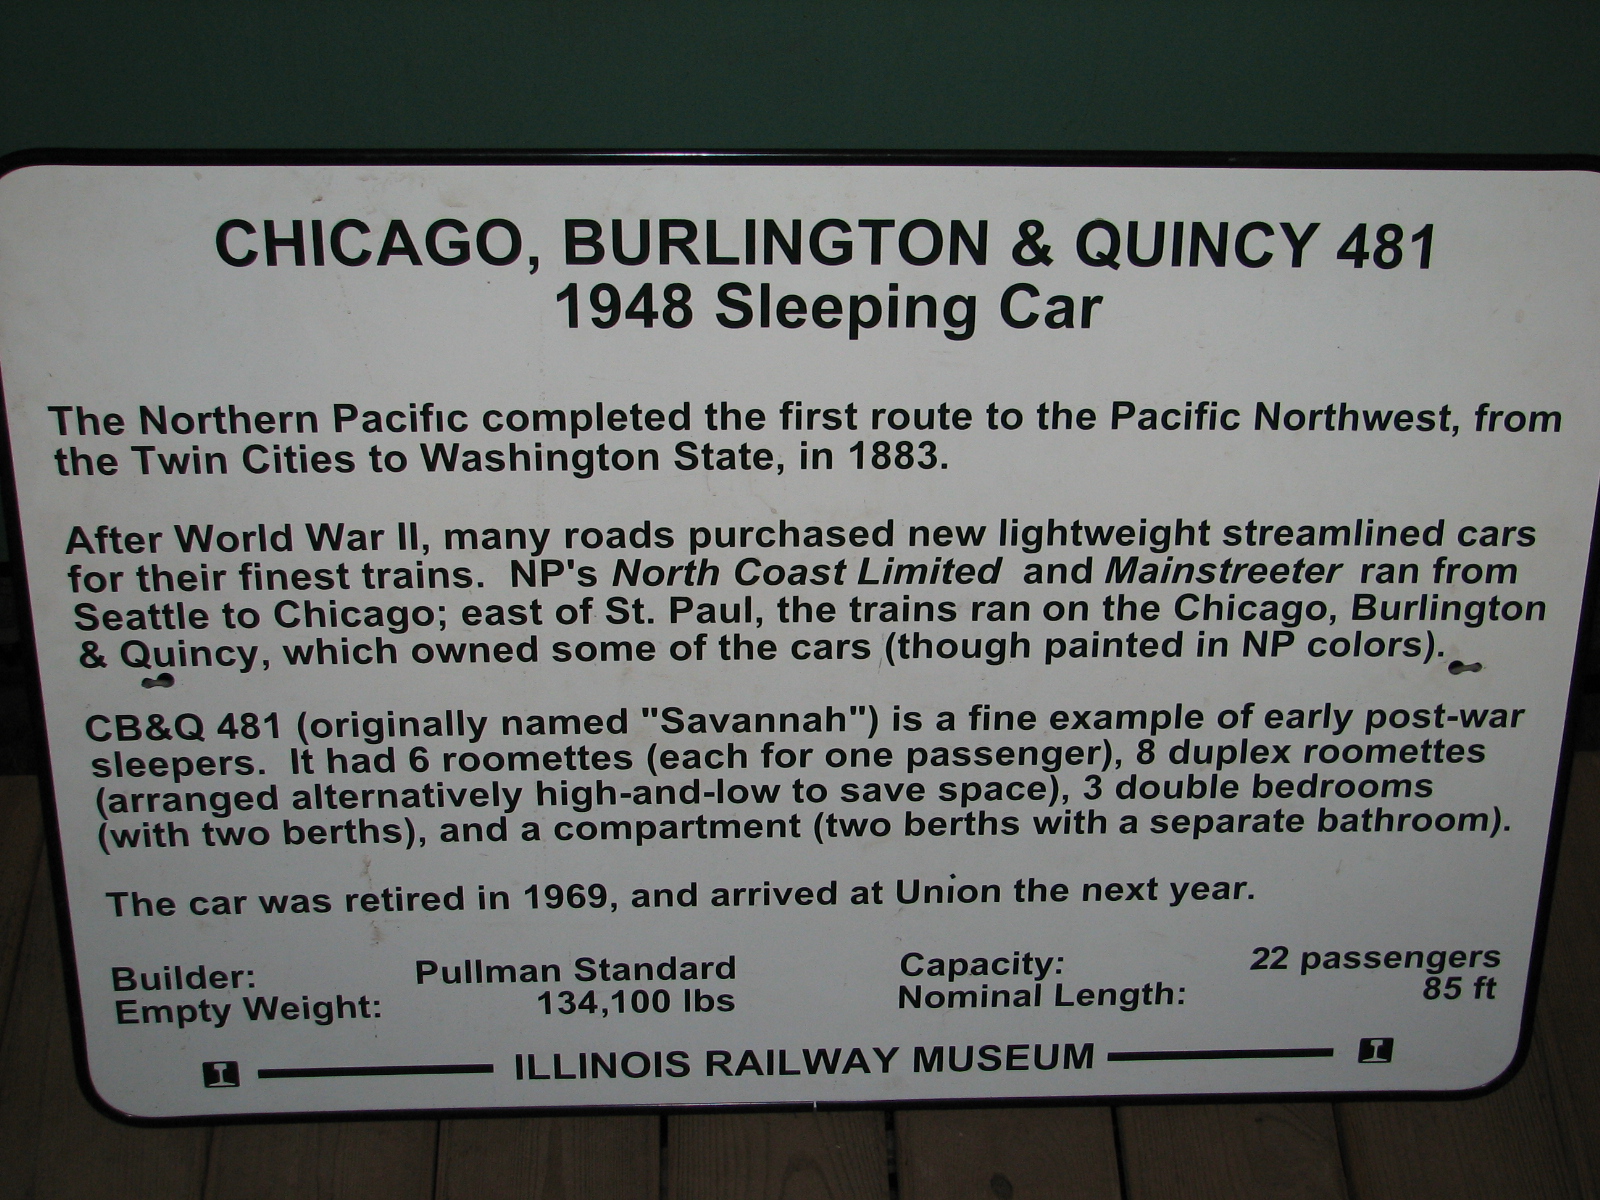 CHICAGO, BURLINGTON & QUINCY 481
1948 Sleeping Car
The Northern Pacific completed the first route to the Pacific Northwest, from
the Twin Cities to Washington State, in 1883.
After World War II, many roads purchased new lightweight streamlined cars
for their finest trains. NP's North Coast Limited and Mainstreeter ran from
Seattle to Chicago; east of St. Paul, the trains ran on the Chicago, Burlington
& Quincy, which owned some of the cars (though painted in NP colors).
CB&Q 481 (originally named "Savannah") is a fine example of early post-war
sleepers. It had 6 roomettes (each for one passenger), 8 duplex roomettes
(arranged alternatively high-and-low to save space), 3 double bedrooms
(with two berths), and a compartment (two berths with a separate bathroom).
The car was retired in 1969, and arrived at Union the next year.
Builder: Pullman Standard Capacity: 22 passengers
Empty Weight: 134,100 lbs Nominal Length: 85 ft
I ILLINOIS RAILWAY MUSEUM I